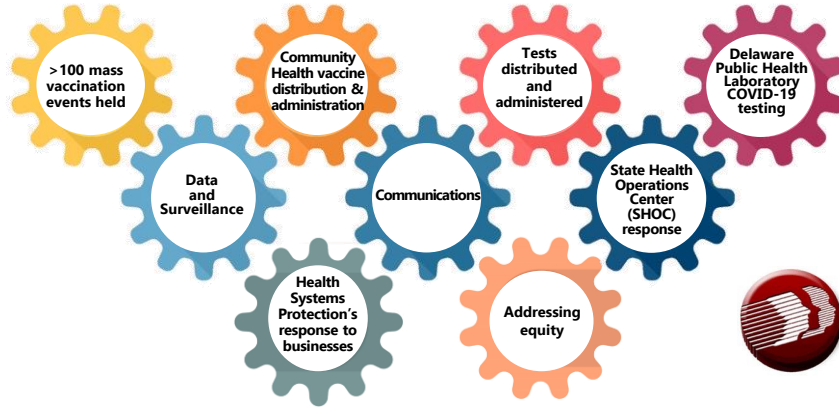 >100 mass
vaccination
events held
Community
Health vaccine
distribution &
administration
Tests
distributed
and
administered
Delaware
Public Health
Laboratory
COVID-19
testing
Data
and
Surveillance
Communications
State Health
Operations
Center
(SHOC)
response
Health
Systems
Protection's
response to
businesses
Addressing
equity